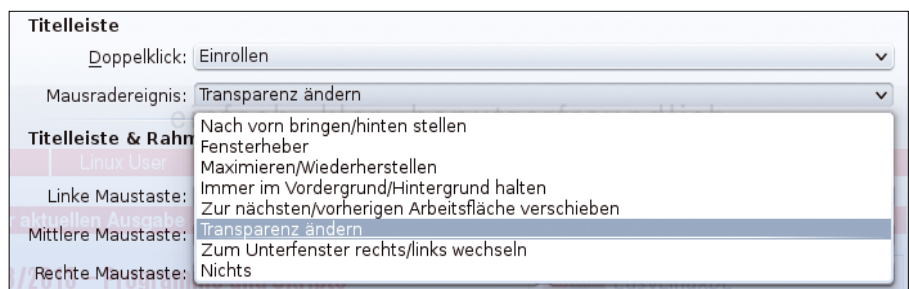 Titelleiste
Doppelklick: Einrollen
Mausradereignis: Transparenz ändern
Titelleiste & Rahm
Nach vorn bringen/hinten stellen
Fensterheber
Maximieren/Wiederherstellen
Immer im Vordergrund/Hintergrund halten
Zur nächsten/vorherigen Arbeitsfläche verschieben
Transparenz ändern
Zum Unterfenster rechts/links wechseln
Nichts
Linux User
Linke Maustaste:
r aktuellen Ausgabe
Mittlere Maustaste:
Rechte Maustaste: